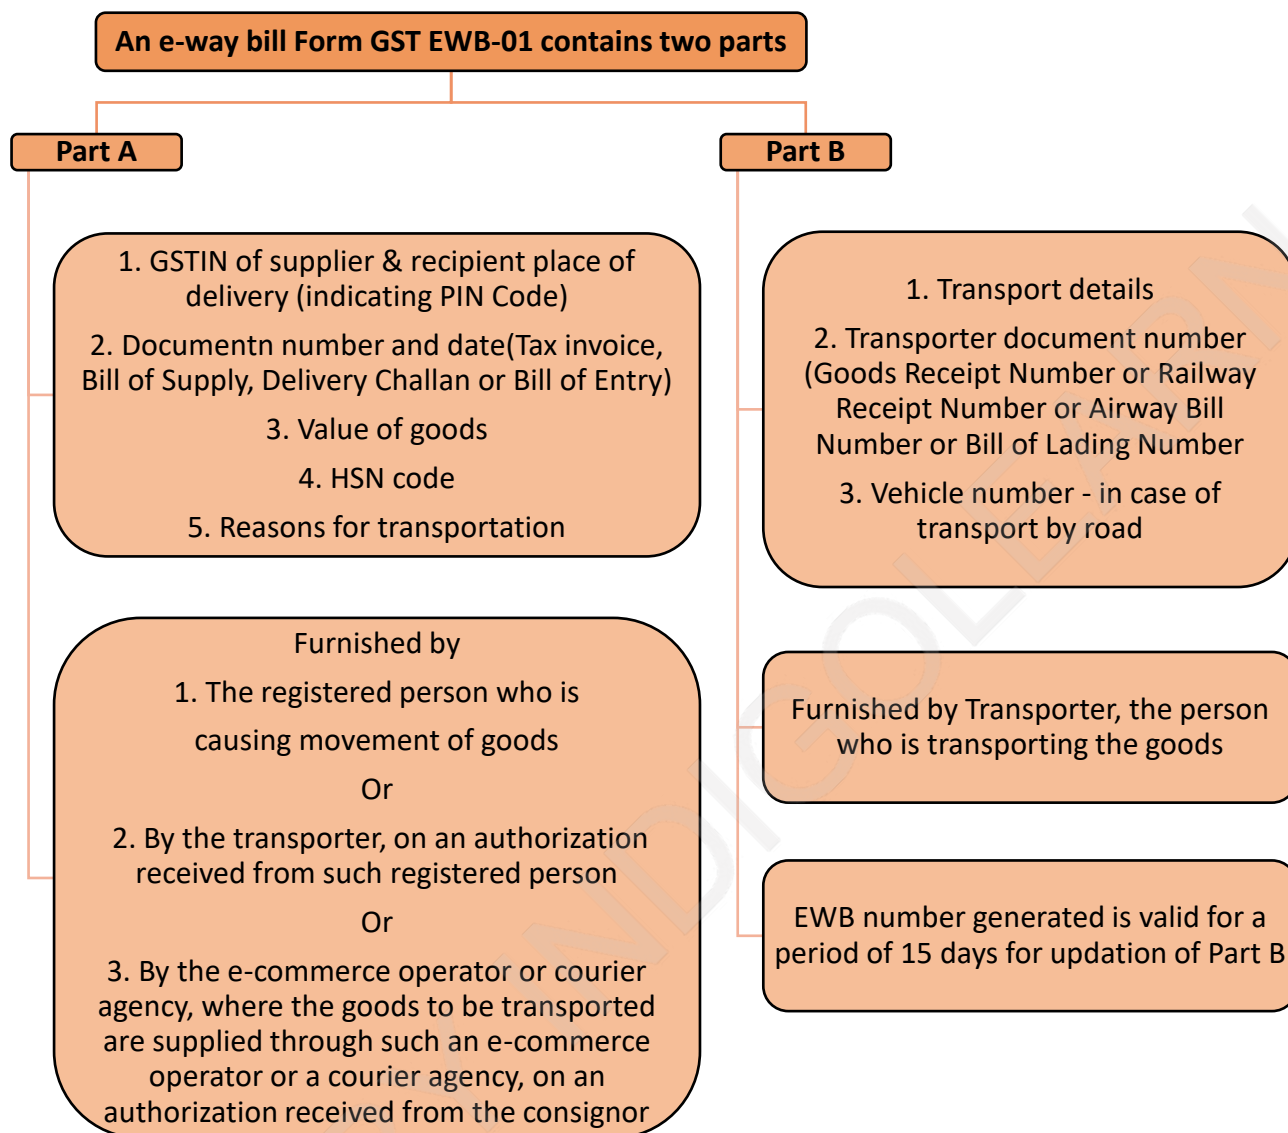 An e-way bill Form GST EWB-01 contains two parts
Part A
1. GSTIN of supplier & recipient place of
delivery (indicating PIN Code)
2. Documentn number and date(Tax invoice,
Bill of Supply, Delivery Challan or Bill of Entry)
3. Value of goods
4. HSN code
5. Reasons for transportation
Furnished by
1. The registered person who is
causing movement of goods
Or
2. By the transporter, on an authorization
received from such registered person
Or
3. By the e-commerce operator or courier
agency, where the goods to be transported
are supplied through such an e-commerce
operator or a courier agency, on an
authorization received from the consignor
Part B
1. Transport details
2. Transporter document number
(Goods Receipt Number or Railway
Receipt Number or Airway Bill
Number or Bill of Lading Number
3. Vehicle number - in case of
transport by road
Furnished by Transporter, the person
who is transporting the goods
EWB number generated is valid for a
period of 15 days for updation of Part B
BY INDIGOLEARN